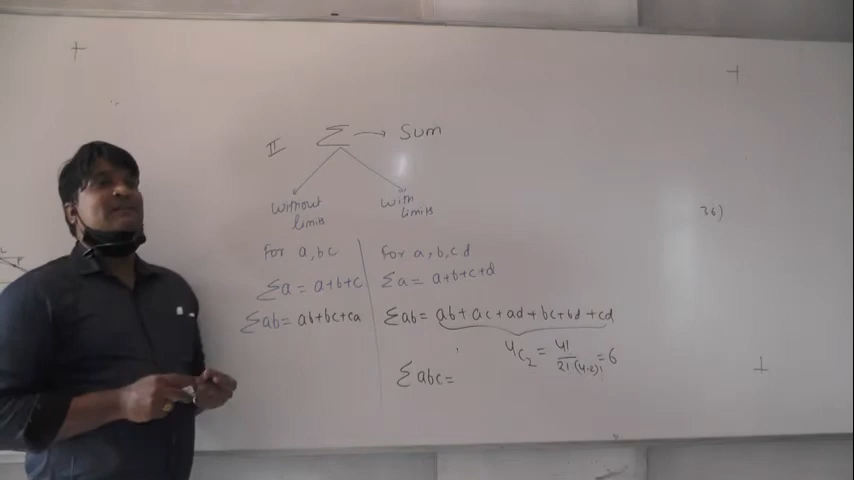 II Σ → Sum
without limits
with limits
For a, b c
Σa = a+b+c
Σab = ab+bc+ca
For a, b, c d
Σa = a+b+c+d
Σab = ab+ac+ad+bc+bd+cd
4C2 = 4!/2!(4-2)! = 6
Σabc =
26)